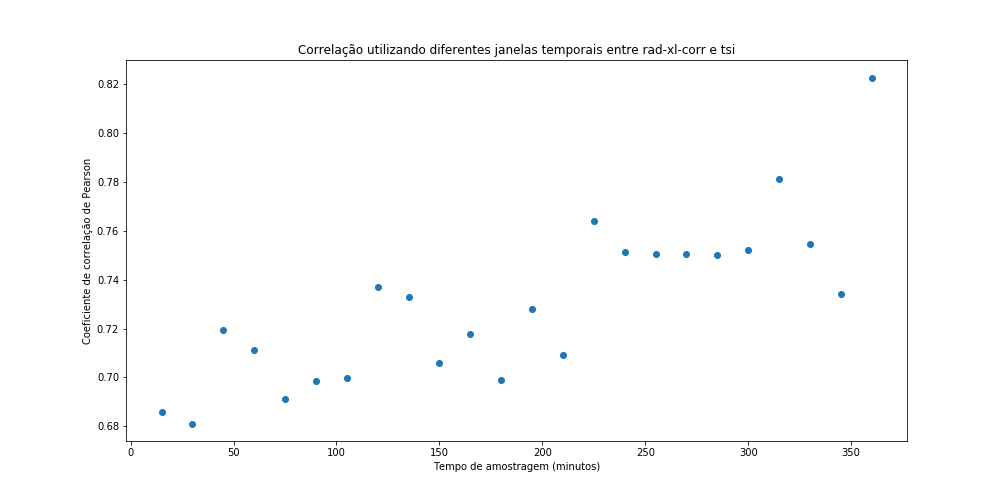 Correlação utilizando diferentes janelas temporais entre rad-xl-corr e tsi
Coeficiente de correlação de Pearson
0.82
0.80
0.78
0.76
0.74
0.72
0.70
0.68
0 50 100 150 200 250 300 350
Tempo de amostragem (minutos)